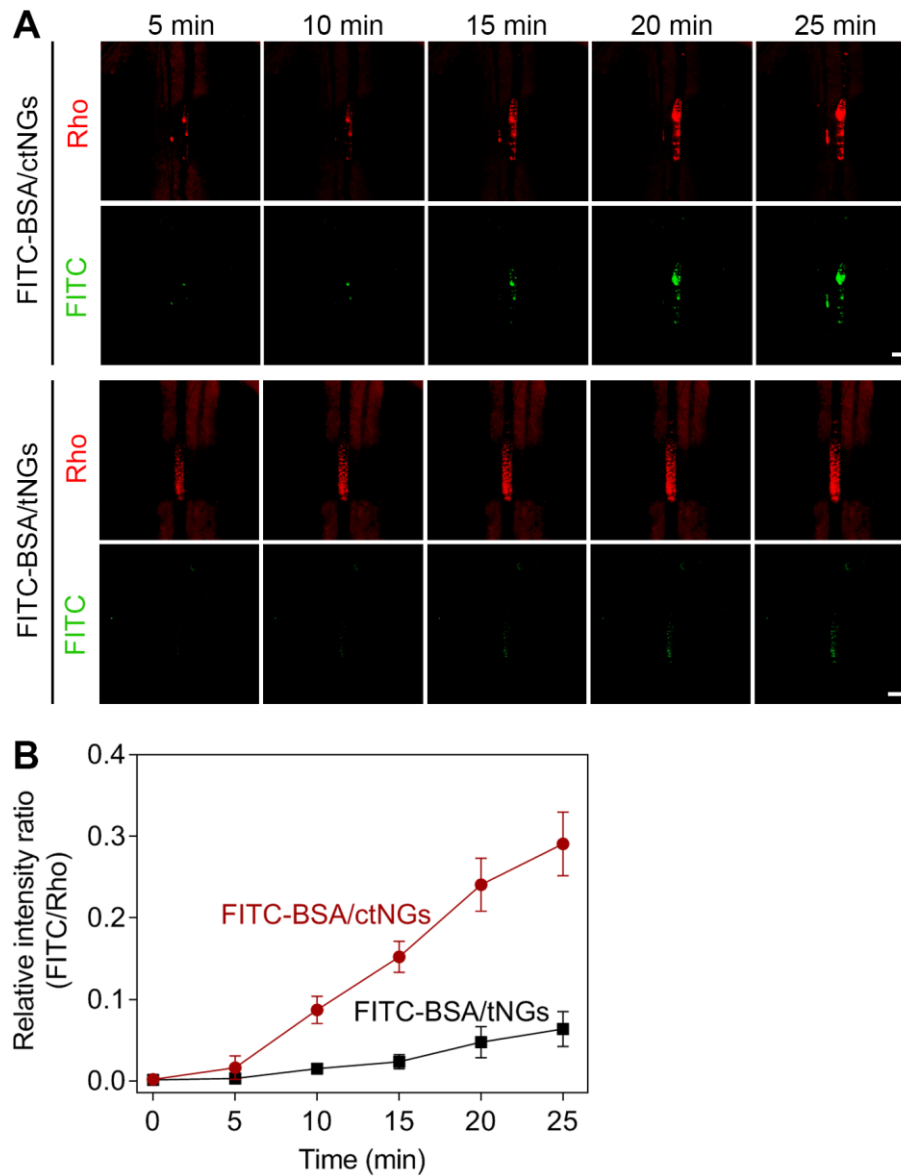 A
5 min 10 min 15 min 20 min 25 min
FITC-BSA/ctNGs
Rho
FITC
FITC-BSA/tNGs
Rho
FITC
B
Relative intensity ratio
(FITC/Rho)
0.4
0.3
0.2
0.1
0.0
FITC-BSA/ctNGs
FITC-BSA/tNGs
0 5 10 15 20 25
Time (min)